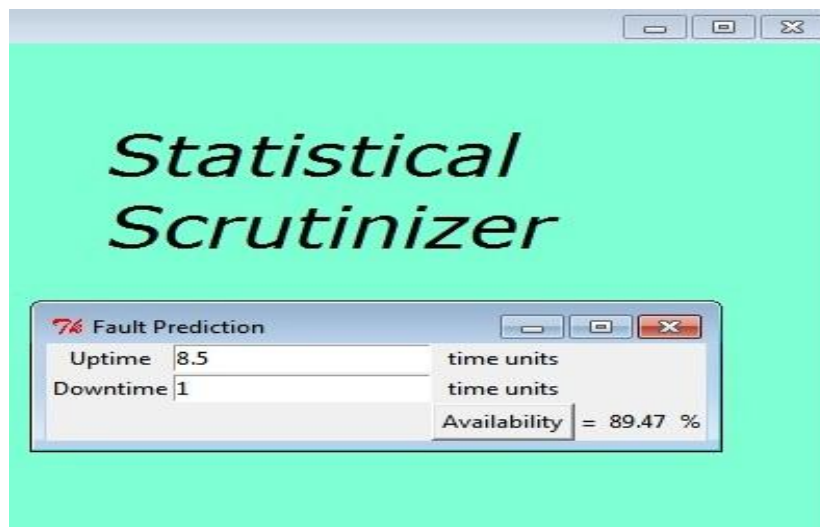 Statistical
Scrutinizer
Fault Prediction
Uptime 8.5 time units
Downtime 1 time units
Availability = 89.47 %